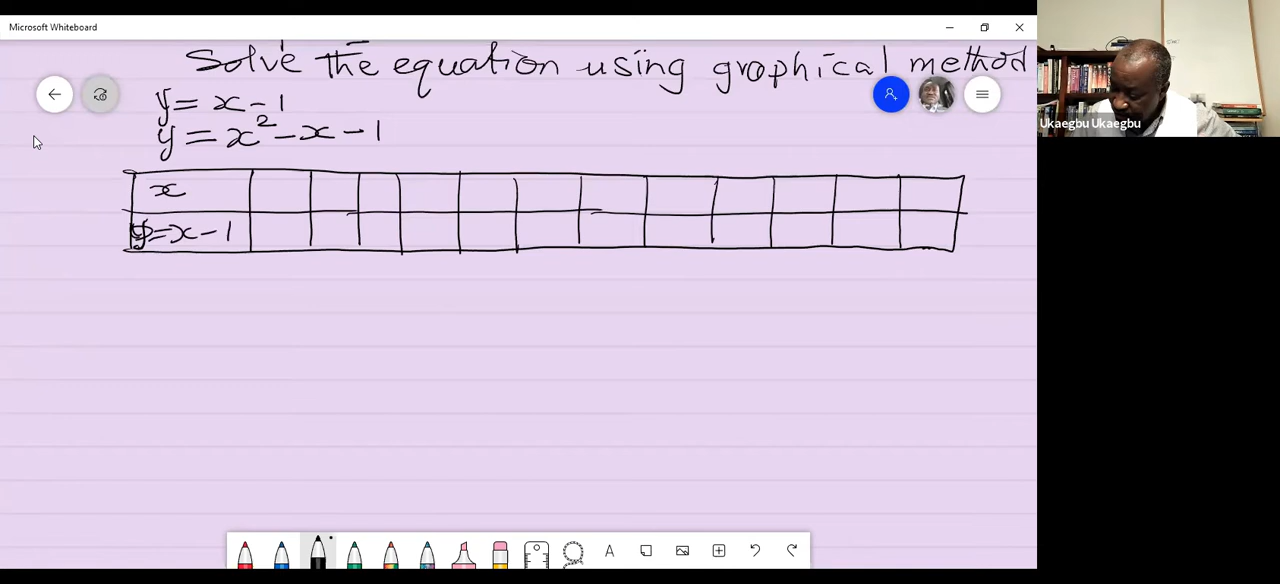 Microsoft Whiteboard
Solve the equation using graphical method
y = x - 1
y = x² - x - 1
Ukaegbu Ukaegbu
x
y = x - 1
A